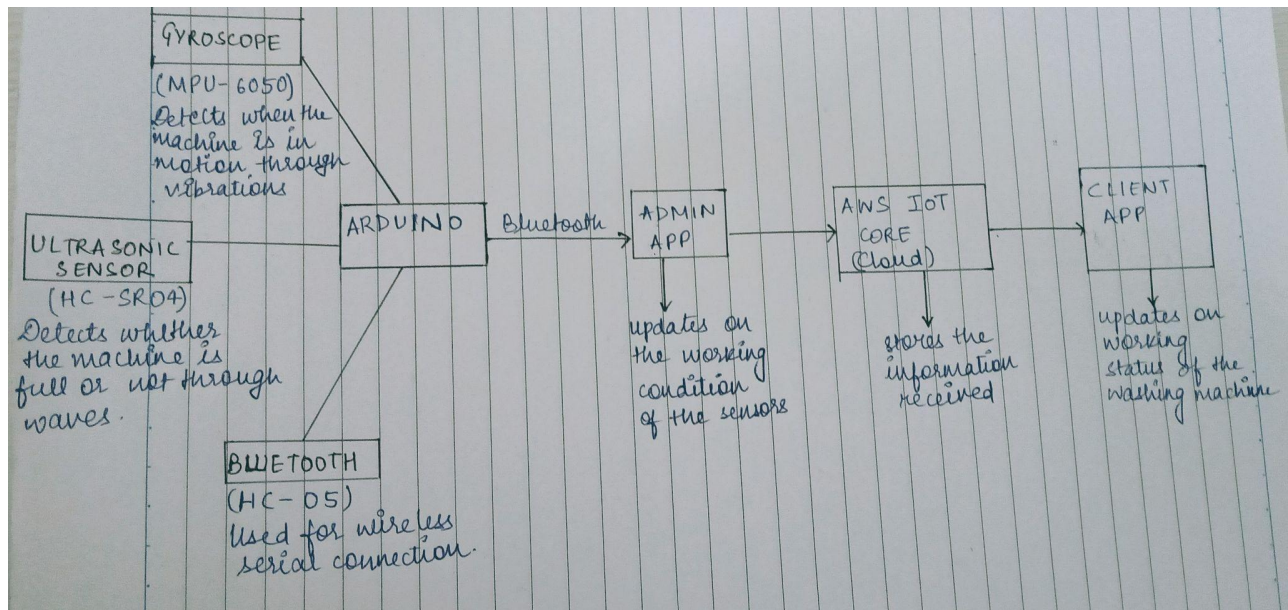 GYROSCOPE
(MPU-6050)
Detects when the
machine is in
motion through
vibrations
ULTRASONIC
SENSOR
(HC-SR04)
Detects whether
the machine is
full or not through
waves.
ARDUINO
BLUETOOTH
(HC-05)
Used for wireless
serial connection.
Bluetooth
ADMIN
APP
updates on
the working
condition
of the sensors
AWS IOT
CORE
(Cloud)
stores the
information
received
CLIENT
APP
updates on
working
status of the
washing machine